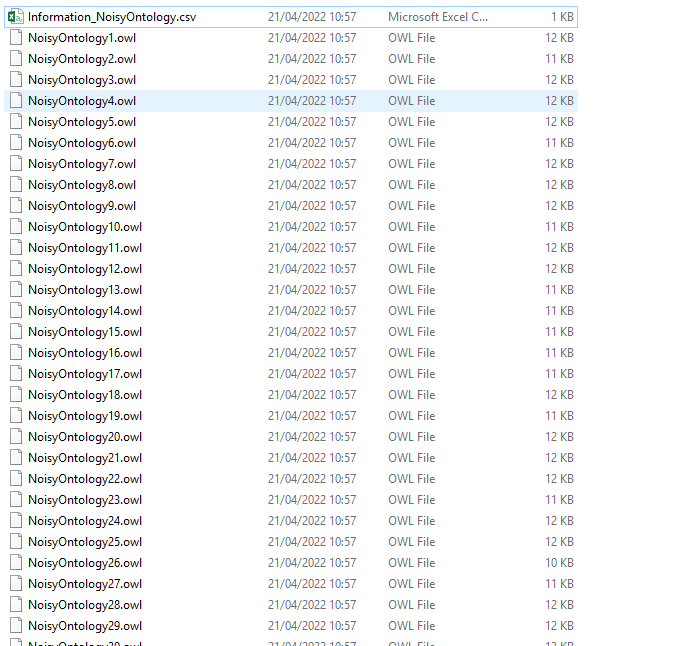 Information_NoisyOntology.csv 21/04/2022 10:57 Microsoft Excel C... 1 KB
NoisyOntology1.owl 21/04/2022 10:57 OWL File 12 KB
NoisyOntology2.owl 21/04/2022 10:57 OWL File 11 KB
NoisyOntology3.owl 21/04/2022 10:57 OWL File 12 KB
NoisyOntology4.owl 21/04/2022 10:57 OWL File 12 KB
NoisyOntology5.owl 21/04/2022 10:57 OWL File 12 KB
NoisyOntology6.owl 21/04/2022 10:57 OWL File 11 KB
NoisyOntology7.owl 21/04/2022 10:57 OWL File 12 KB
NoisyOntology8.owl 21/04/2022 10:57 OWL File 12 KB
NoisyOntology9.owl 21/04/2022 10:57 OWL File 12 KB
NoisyOntology10.owl 21/04/2022 10:57 OWL File 11 KB
NoisyOntology11.owl 21/04/2022 10:57 OWL File 12 KB
NoisyOntology12.owl 21/04/2022 10:57 OWL File 12 KB
NoisyOntology13.owl 21/04/2022 10:57 OWL File 11 KB
NoisyOntology14.owl 21/04/2022 10:57 OWL File 11 KB
NoisyOntology15.owl 21/04/2022 10:57 OWL File 11 KB
NoisyOntology16.owl 21/04/2022 10:57 OWL File 11 KB
NoisyOntology17.owl 21/04/2022 10:57 OWL File 11 KB
NoisyOntology18.owl 21/04/2022 10:57 OWL File 12 KB
NoisyOntology19.owl 21/04/2022 10:57 OWL File 11 KB
NoisyOntology20.owl 21/04/2022 10:57 OWL File 12 KB
NoisyOntology21.owl 21/04/2022 10:57 OWL File 12 KB
NoisyOntology22.owl 21/04/2022 10:57 OWL File 12 KB
NoisyOntology23.owl 21/04/2022 10:57 OWL File 11 KB
NoisyOntology24.owl 21/04/2022 10:57 OWL File 12 KB
NoisyOntology25.owl 21/04/2022 10:57 OWL File 12 KB
NoisyOntology26.owl 21/04/2022 10:57 OWL File 10 KB
NoisyOntology27.owl 21/04/2022 10:57 OWL File 11 KB
NoisyOntology28.owl 21/04/2022 10:57 OWL File 12 KB
NoisyOntology29.owl 21/04/2022 10:57 OWL File 12 KB